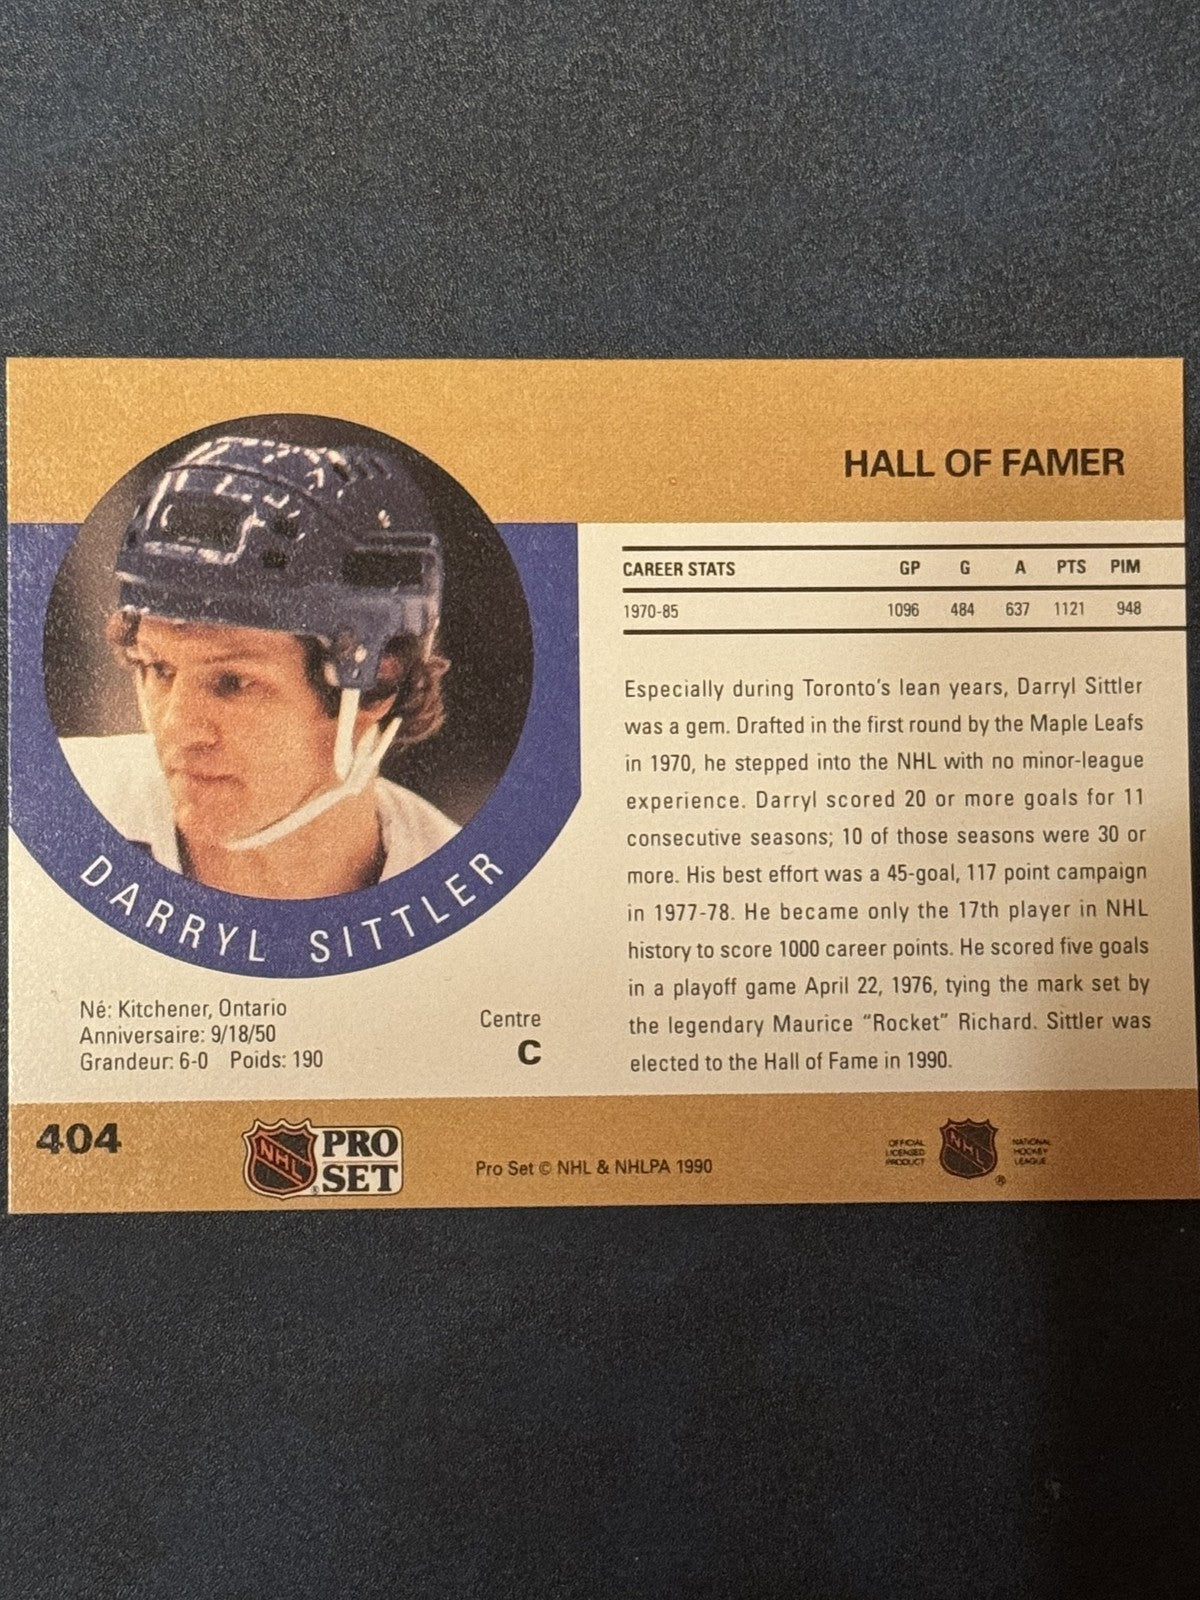 HALL OF FAMER
CAREER STATS GP G A PTS PIM
1970-85 1096 484 637 1121 948
Especially during Toronto's lean years, Darryl Sittler
was a gem. Drafted in the first round by the Maple Leafs
in 1970, he stepped into the NHL with no minor-league
experience. Darryl scored 20 or more goals for 11
consecutive seasons; 10 of those seasons were 30 or
more. His best effort was a 45-goal, 117 point campaign
in 1977-78. He became only the 17th player in NHL
history to score 1000 career points. He scored five goals
in a playoff game April 22, 1976, tying the mark set by
the legendary Maurice “Rocket” Richard. Sittler was
elected to the Hall of Fame in 1990.
DARRYL SITTLER
Né: Kitchener, Ontario
Anniversaire: 9/18/50
Grandeur: 6-0 Poids: 190
Centre
C
404
NHL
PRO
SET
®
Pro Set © NHL & NHLPA 1990
OFFICIAL
LICENSED
PRODUCT
NHL
®
NATIONAL
HOCKEY
LEAGUE